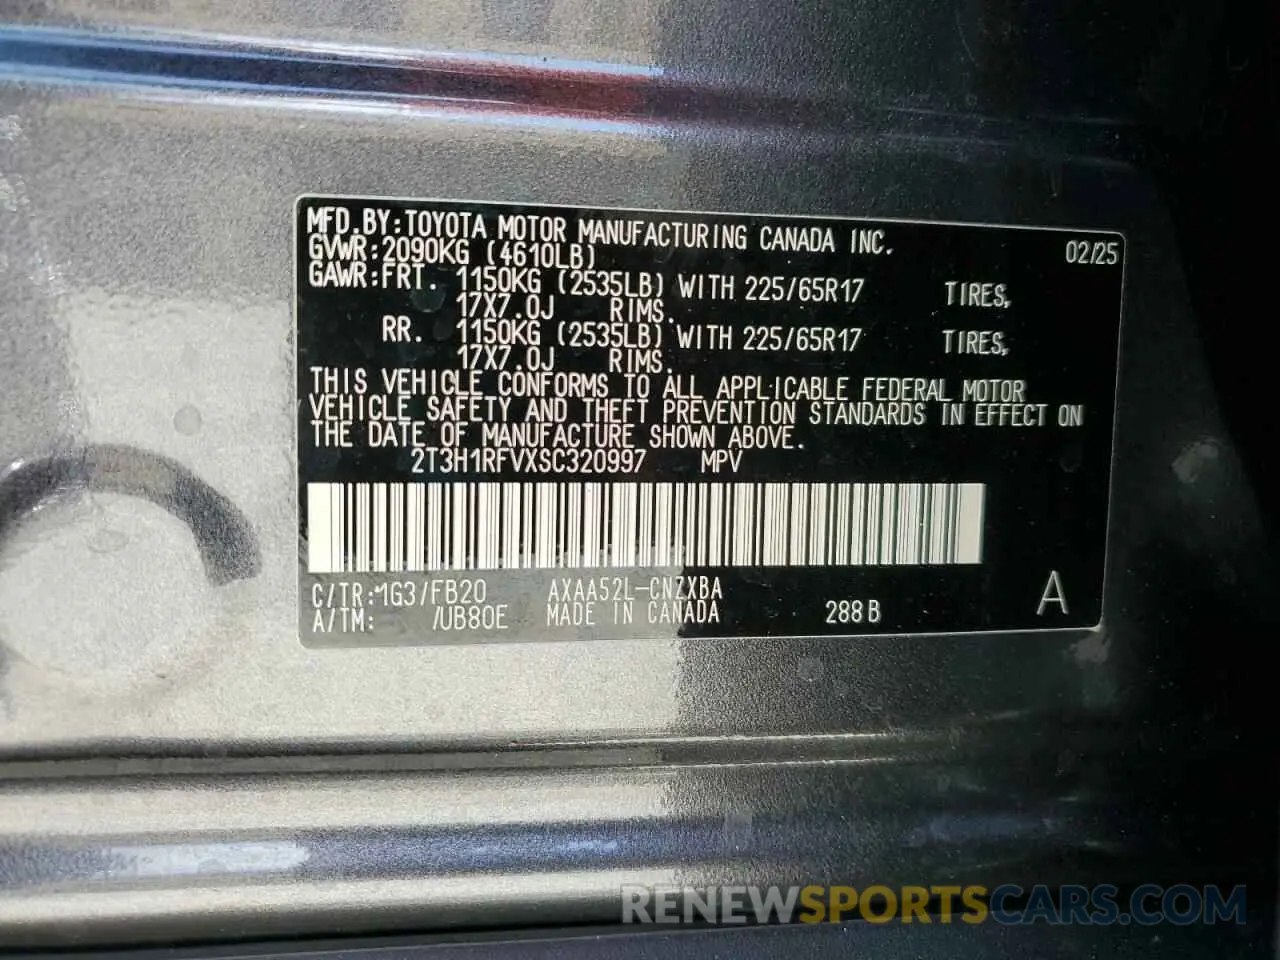 MFD.BY:TOYOTA MOTOR MANUFACTURING CANADA INC. 02/25
GVWR:2090KG (4610LB)
GAWR:FRT. 1150KG (2535LB) WITH 225/65R17 TIRES,
17X7.0J RIMS.
RR. 1150KG (2535LB) WITH 225/65R17 TIRES,
17X7.0J RIMS.
THIS VEHICLE CONFORMS TO ALL APPLICABLE FEDERAL MOTOR
VEHICLE SAFETY AND THEFT PREVENTION STANDARDS IN EFFECT ON
THE DATE OF MANUFACTURE SHOWN ABOVE.
2T3H1RFVXSC320997 MPV
C/TR:1G3/FB20 AXAA52L-CNZXBA
A/TM: /UB80E MADE IN CANADA 288B A
RENEWSPORTSCARS.COM